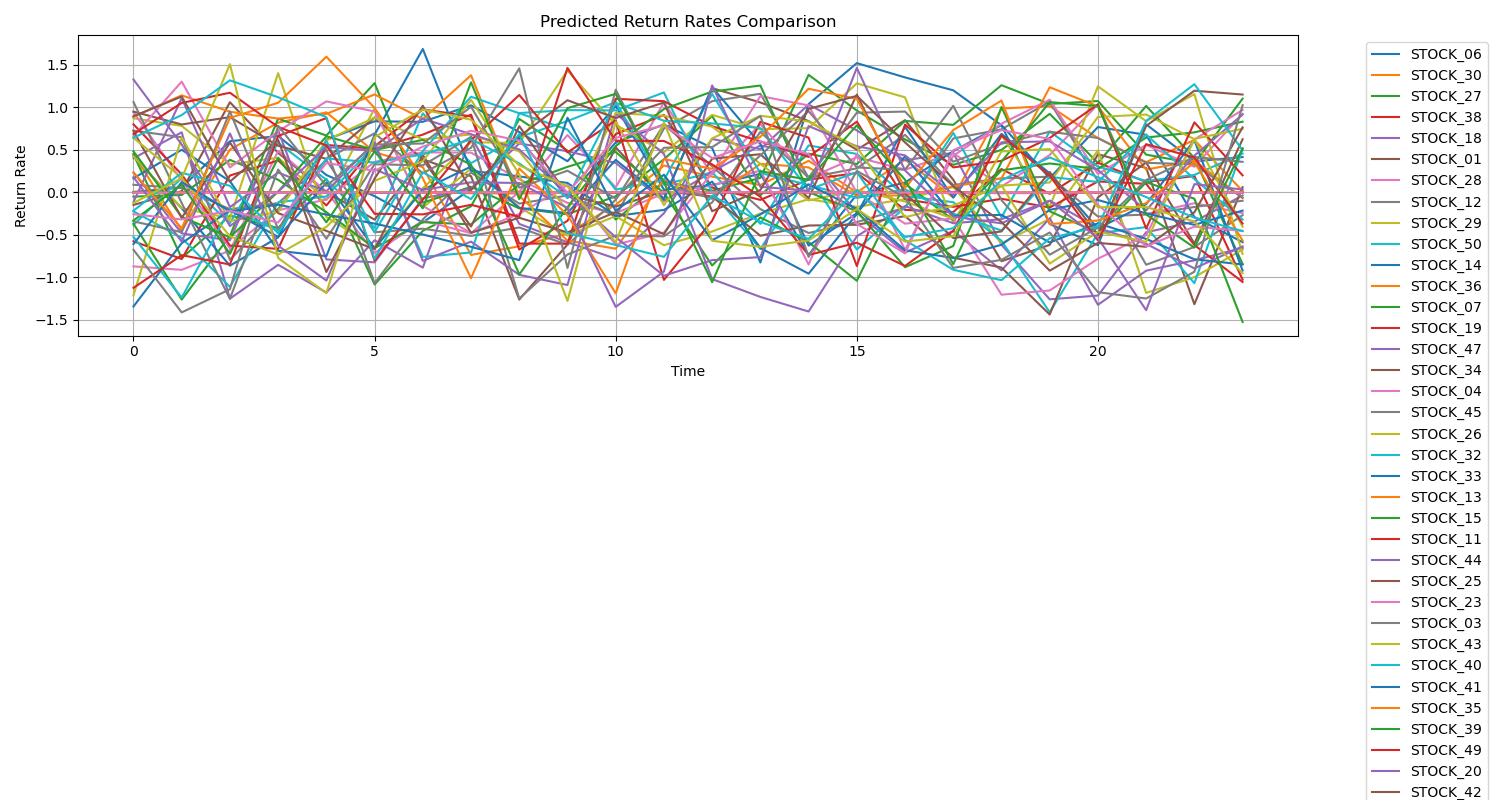 Predicted Return Rates Comparison
Return Rate
1.5
1.0
0.5
0.0
−0.5
−1.0
−1.5
0
5
10
15
20
Time
STOCK_06
STOCK_30
STOCK_27
STOCK_38
STOCK_18
STOCK_01
STOCK_28
STOCK_12
STOCK_29
STOCK_50
STOCK_14
STOCK_36
STOCK_07
STOCK_19
STOCK_47
STOCK_34
STOCK_04
STOCK_45
STOCK_26
STOCK_32
STOCK_33
STOCK_13
STOCK_15
STOCK_11
STOCK_44
STOCK_25
STOCK_23
STOCK_03
STOCK_43
STOCK_40
STOCK_41
STOCK_35
STOCK_39
STOCK_49
STOCK_20
STOCK_42